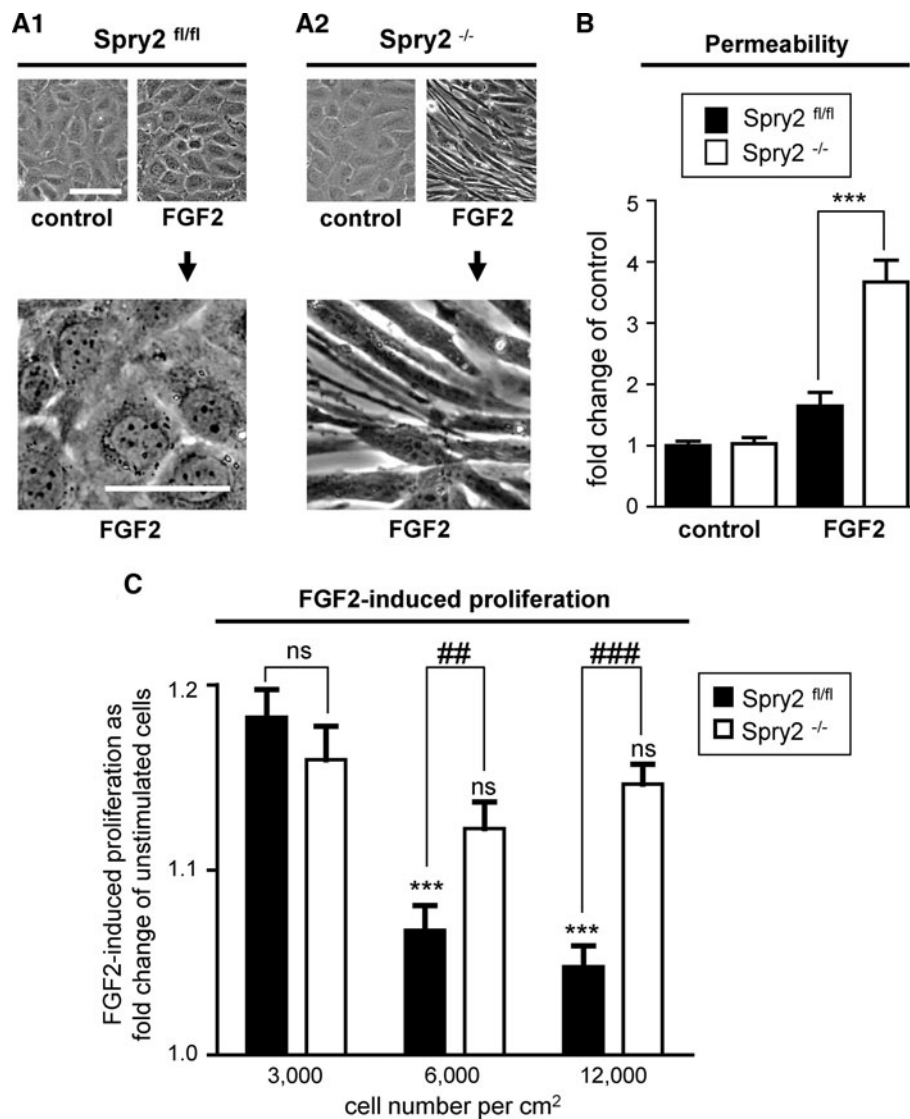 A1
Spry2 fl/fl
control
FGF2
FGF2
A2
Spry2 -/-
control
FGF2
FGF2
B
Permeability
Spry2 fl/fl
Spry2 -/-
fold change of control
5
4
3
2
1
0
***
control
FGF2
C
FGF2-induced proliferation
Spry2 fl/fl
Spry2 -/-
FGF2-induced proliferation as
fold change of unstimulated cells
1.2
1.1
1.0
ns
##
###
ns
ns
***
***
3,000
6,000
12,000
cell number per cm2